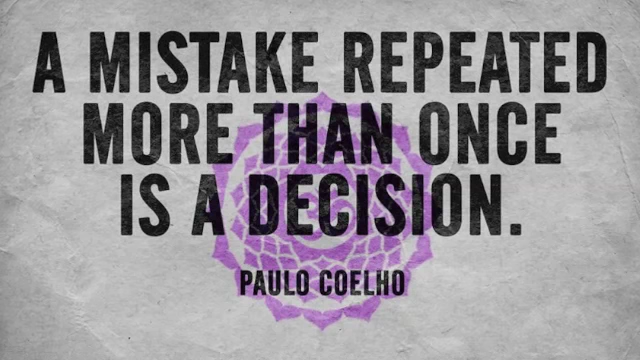 A MISTAKE REPEATED
MORE THAN ONCE
IS A DECISION.
PAULO COELHO